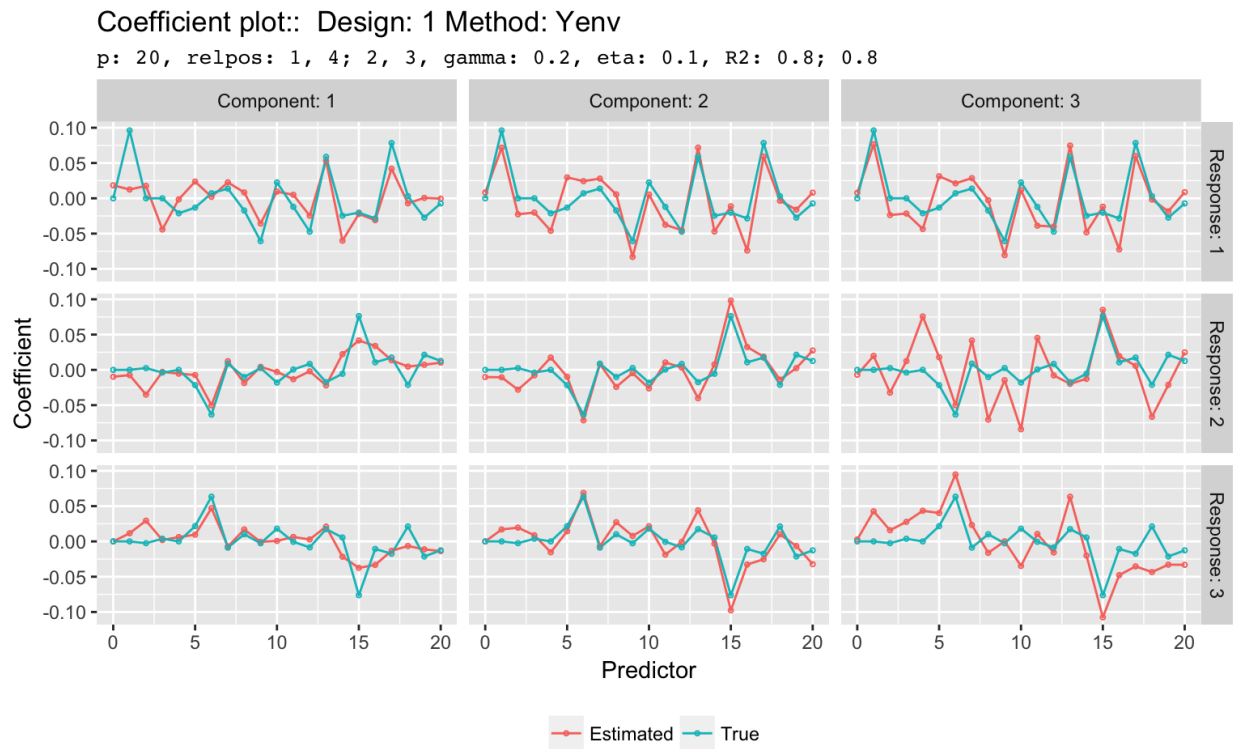 Coefficient plot::  Design: 1 Method: Yenv
p: 20, relpos: 1, 4; 2, 3, gamma: 0.2, eta: 0.1, R2: 0.8; 0.8
Component: 1
Component: 2
Component: 3
0.10
0.05
0.00
-0.05
-0.10
Response: 1
0.10
0.05
0.00
-0.05
-0.10
Response: 2
0.10
0.05
0.00
-0.05
-0.10
Response: 3
Coefficient
0 5 10 15 20
0 5 10 15 20
0 5 10 15 20
Predictor
Estimated
True